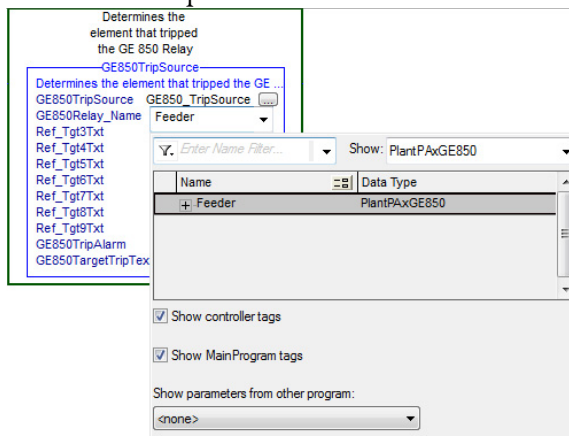 Determines the
element that tripped
the GE 850 Relay
GE850TripSource
Determines the element that tripped the GE ...
GE850TripSource GE850_TripSource ...
GE850Relay_Name Feeder
Ref_Tgt3Txt
Ref_Tgt4Txt
Ref_Tgt5Txt
Ref_Tgt6Txt
Ref_Tgt7Txt
Ref_Tgt8Txt
Ref_Tgt9Txt
GE850TripAlarm
GE850TargetTripTex
Enter Name Filter... Show: PlantPAxGE850
Name Data Type
Feeder PlantPAxGE850
Show controller tags
Show MainProgram tags
Show parameters from other program:
<none>